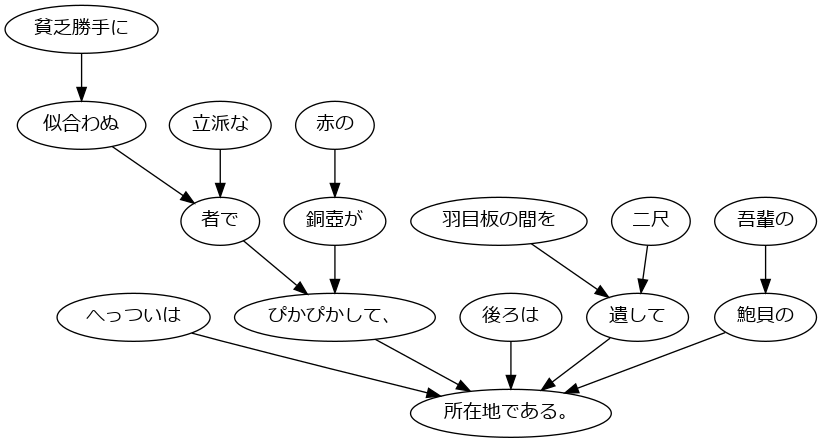 貧乏勝手に
似合わぬ
立派な
赤の
者で
銅壺が
羽目板の間を
二尺
吾輩の
へっついは
ぴかぴかして、
後ろは
遺して
鮑貝の
所在地である。